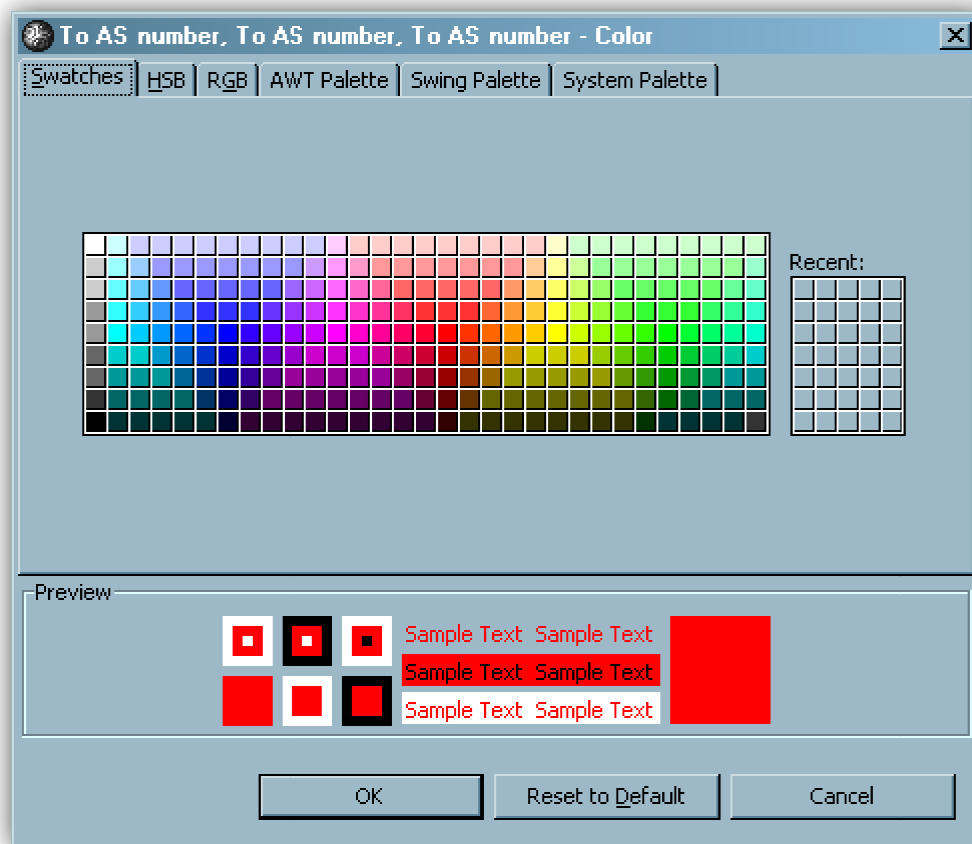 To AS number, To AS number, To AS number - Color
Swatches HSB RGB AWT Palette Swing Palette System Palette
Recent:
Preview
Sample Text Sample Text
Sample Text Sample Text
Sample Text Sample Text
OK Reset to Default Cancel